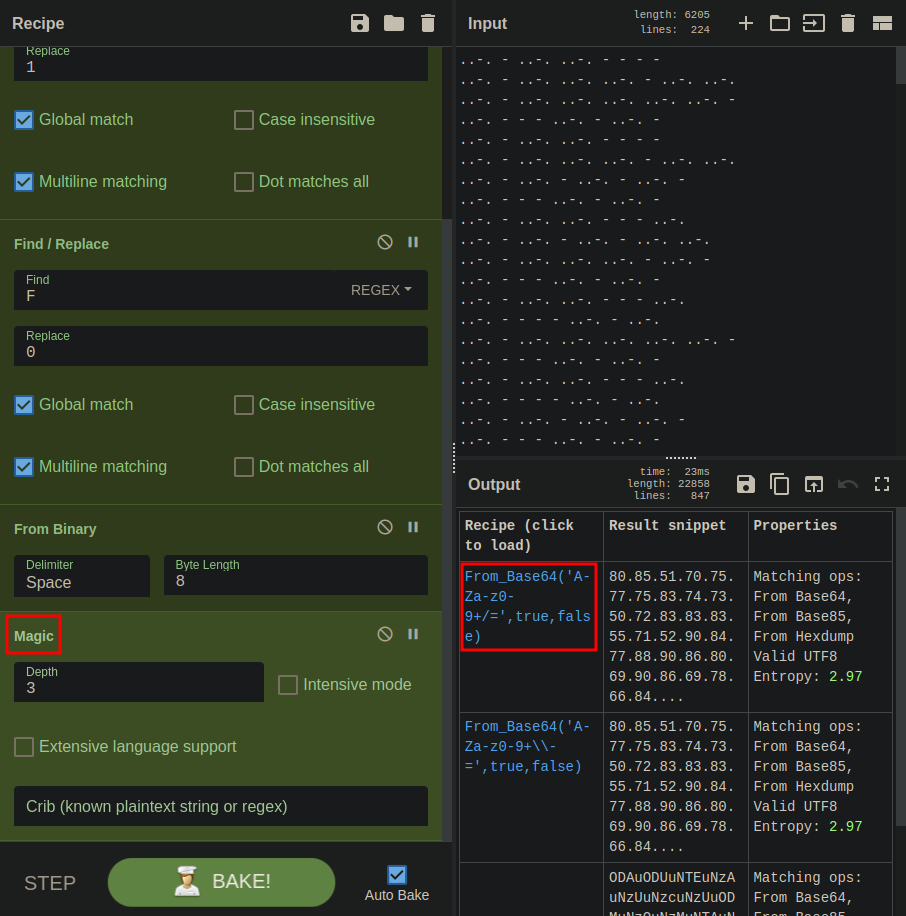 Recipe
Replace
1
Global match
Case insensitive
Multiline matching
Dot matches all
Find / Replace
Find
F
REGEX
Replace
0
Global match
Case insensitive
Multiline matching
Dot matches all
From Binary
Delimiter
Space
Byte Length
8
Magic
Depth
3
Intensive mode
Extensive language support
Crib (known plaintext string or regex)
STEP
BAKE!
Auto Bake
Input
length: 6205
lines: 224
..-. - ..-. ..-. - - - -
..-. - ..-. ..-. ..-. - ..-. ..-.
..-. - ..-. ..-. ..-. ..-. ..-. -
..-. - - - ..-. - ..-. -
..-. - ..-. ..-. - - - -
..-. - ..-. ..-. ..-. - ..-. ..-.
..-. - ..-. - ..-. - ..-. -
..-. - - - ..-. - ..-. -
..-. - ..-. ..-. - - - ..-.
..-. - ..-. - ..-. - ..-. ..-.
..-. - ..-. ..-. ..-. - ..-. -
..-. - - - ..-. - ..-. -
..-. - ..-. ..-. - - - ..-.
..-. - - - - ..-. - ..-.
..-. - ..-. ..-. ..-. ..-. ..-. -
..-. - - - ..-. - ..-. -
..-. - ..-. ..-. - - - ..-.
..-. - - - - ..-. - ..-.
..-. - ..-. - ..-. - ..-. -
..-. - - - ..-. - ..-. -
Output
time: 23ms
length: 22858
lines: 847
Recipe (click
to load)
Result snippet
Properties
From_Base64('A-
Za-z0-
9+/=',true,fals
e)
80.85.51.70.75.
77.75.83.74.73.
50.72.83.83.83.
55.71.52.90.84.
77.88.90.86.80.
69.90.86.69.78.
66.84....
Matching ops:
From Base64,
From Base85,
From Hexdump
Valid UTF8
Entropy: 2.97
From_Base64('A-
Za-z0-9+\\-
=',true,false)
80.85.51.70.75.
77.75.83.74.73.
50.72.83.83.83.
55.71.52.90.84.
77.88.90.86.80.
69.90.86.69.78.
66.84....
Matching ops:
From Base64,
From Base85,
From Hexdump
Valid UTF8
Entropy: 2.97
ODAuODUuNTEuNzA
uNzUuNzcuNzUuOD
MuNzQuNzMuNTAuN
Matching ops:
From Base64,
From Base85,